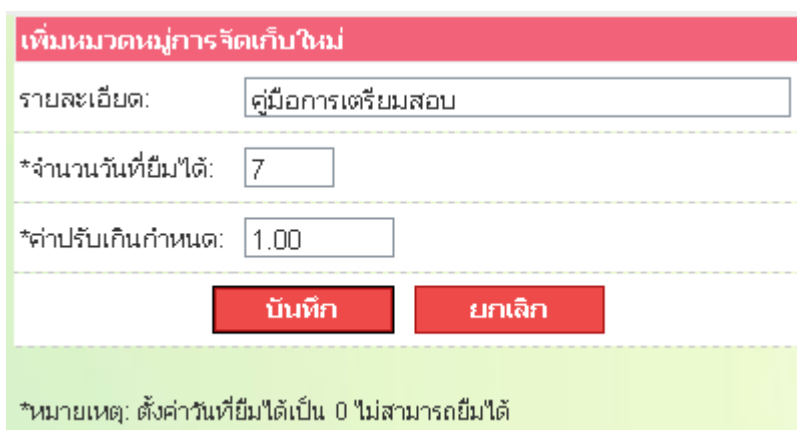 เพิ่มหมวดหมู่การจัดเก็บใหม่
รายละเอียด: คู่มือการเตรียมสอบ
*จำนวนวันที่ยืมได้: 7
*ค่าปรับเกินกำหนด: 1.00
บันทึก ยกเลิก
*หมายเหตุ: ตั้งค่าวันที่ยืมได้เป็น 0 ไม่สามารถยืมได้